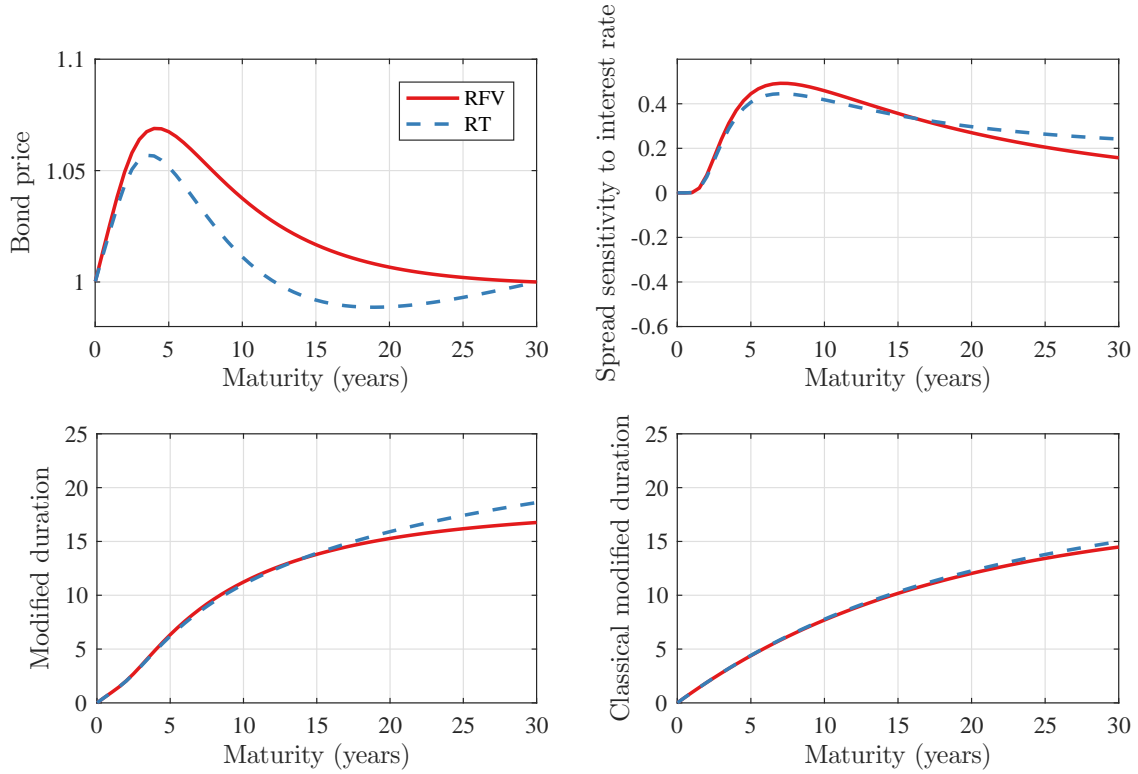 Bond price
1.1
1.05
1
0 5 10 15 20 25 30
Maturity (years)
RFV
RT
Spread sensitivity to interest rate
0.4
0.2
0
-0.2
-0.4
-0.6
0 5 10 15 20 25 30
Maturity (years)
Modified duration
25
20
15
10
5
0
0 5 10 15 20 25 30
Maturity (years)
Classical modified duration
25
20
15
10
5
0
0 5 10 15 20 25 30
Maturity (years)